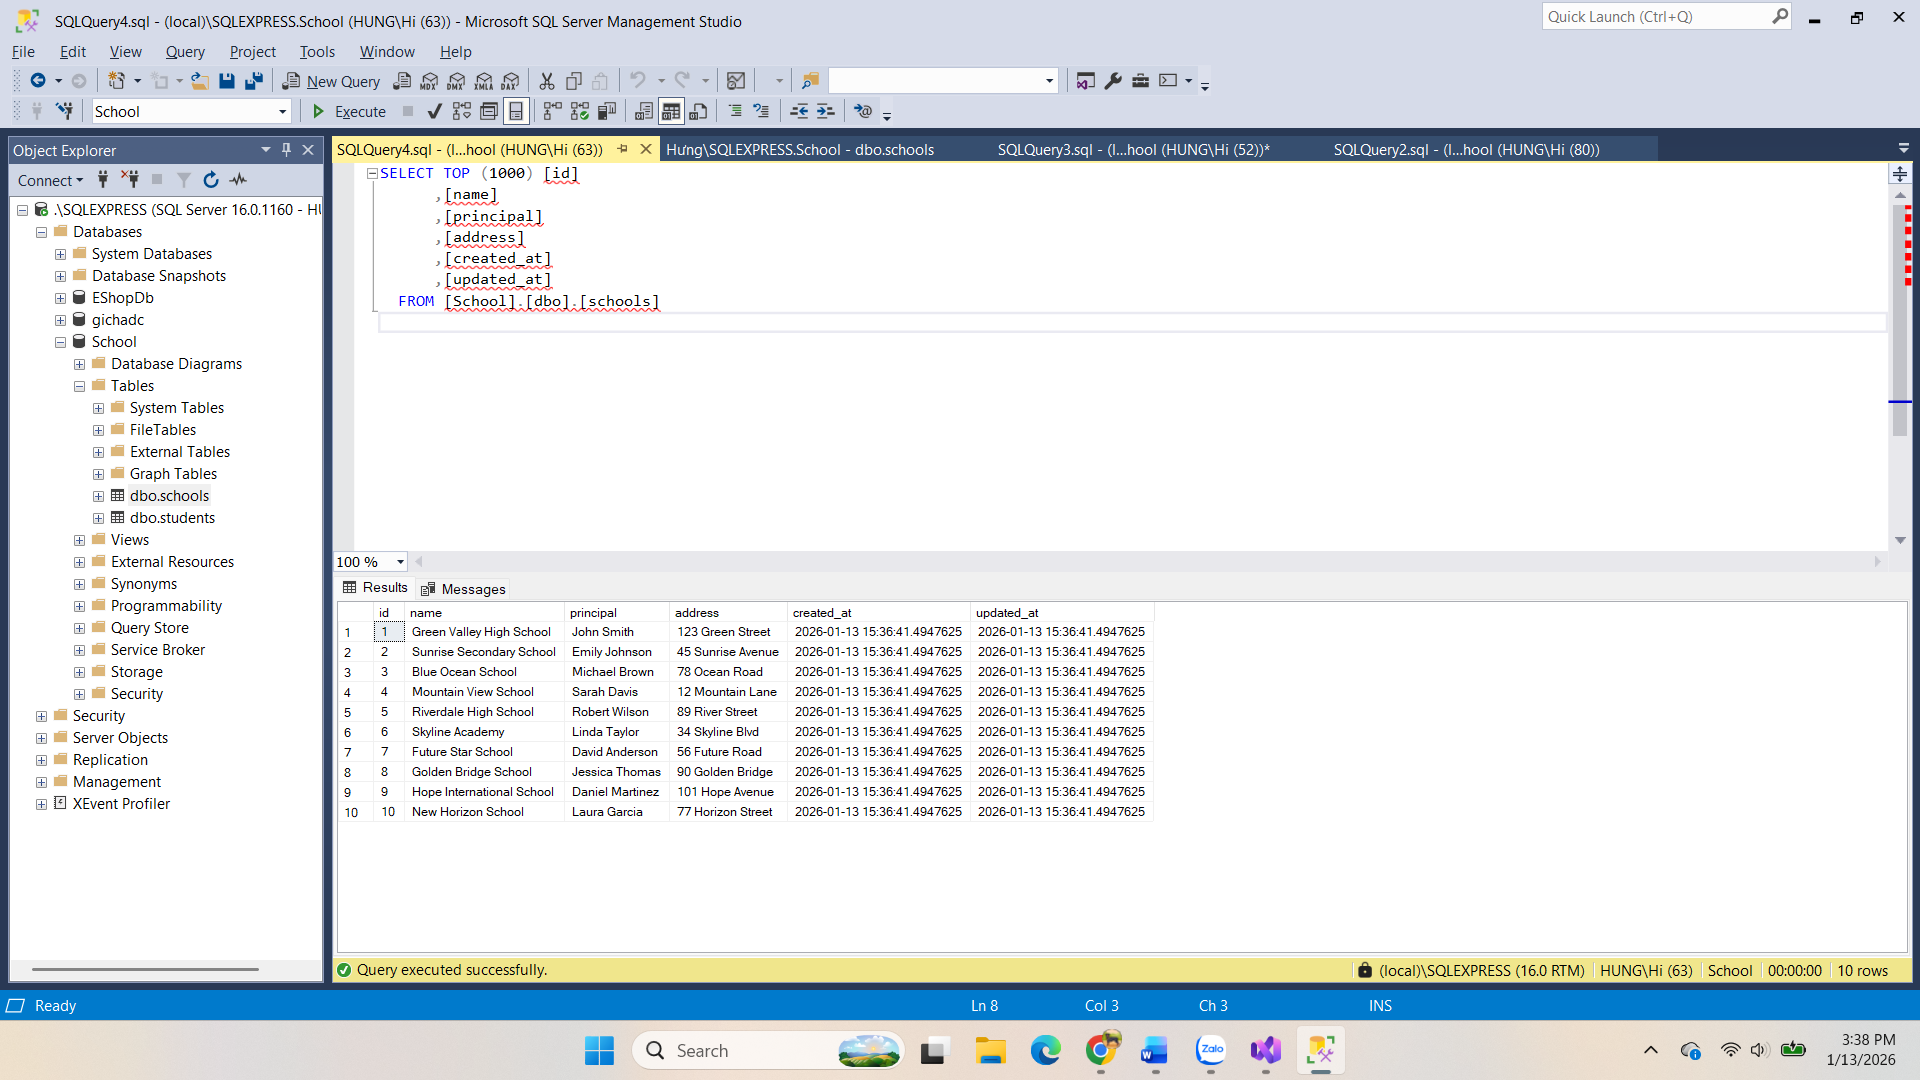 SQLQuery4.sql - (local)\SQLEXPRESS.School (HUNG\Hi (63)) - Microsoft SQL Server Management Studio
Quick Launch (Ctrl+Q)
File Edit View Query Project Tools Window Help
New Query MDX DMX XMLA DAX
School Execute
Object Explorer
Connect
.\SQLEXPRESS (SQL Server 16.0.1160 - HU
Databases
System Databases
Database Snapshots
EShopDb
gichadc
School
Database Diagrams
Tables
System Tables
FileTables
External Tables
Graph Tables
dbo.schools
dbo.students
Views
External Resources
Synonyms
Programmability
Query Store
Service Broker
Storage
Security
Security
Server Objects
Replication
Management
XEvent Profiler
SQLQuery4.sql - (l...hool (HUNG\Hi (63)) Hưng\SQLEXPRESS.School - dbo.schools SQLQuery3.sql - (l...hool (HUNG\Hi (52))* SQLQuery2.sql - (l...hool (HUNG\Hi (80))
SELECT TOP (1000) [id]
,[name]
,[principal]
,[address]
,[created_at]
,[updated_at]
FROM [School].[dbo].[schools]
100 %
Results Messages
id name principal address created_at updated_at
1 1 Green Valley High School John Smith 123 Green Street 2026-01-13 15:36:41.4947625 2026-01-13 15:36:41.4947625
2 2 Sunrise Secondary School Emily Johnson 45 Sunrise Avenue 2026-01-13 15:36:41.4947625 2026-01-13 15:36:41.4947625
3 3 Blue Ocean School Michael Brown 78 Ocean Road 2026-01-13 15:36:41.4947625 2026-01-13 15:36:41.4947625
4 4 Mountain View School Sarah Davis 12 Mountain Lane 2026-01-13 15:36:41.4947625 2026-01-13 15:36:41.4947625
5 5 Riverdale High School Robert Wilson 89 River Street 2026-01-13 15:36:41.4947625 2026-01-13 15:36:41.4947625
6 6 Skyline Academy Linda Taylor 34 Skyline Blvd 2026-01-13 15:36:41.4947625 2026-01-13 15:36:41.4947625
7 7 Future Star School David Anderson 56 Future Road 2026-01-13 15:36:41.4947625 2026-01-13 15:36:41.4947625
8 8 Golden Bridge School Jessica Thomas 90 Golden Bridge 2026-01-13 15:36:41.4947625 2026-01-13 15:36:41.4947625
9 9 Hope International School Daniel Martinez 101 Hope Avenue 2026-01-13 15:36:41.4947625 2026-01-13 15:36:41.4947625
10 10 New Horizon School Laura Garcia 77 Horizon Street 2026-01-13 15:36:41.4947625 2026-01-13 15:36:41.4947625
Query executed successfully. (local)\SQLEXPRESS (16.0 RTM) HUNG\Hi (63) School 00:00:00 10 rows
Ready Ln 8 Col 3 Ch 3 INS
Search Zalo 3:38 PM
1/13/2026